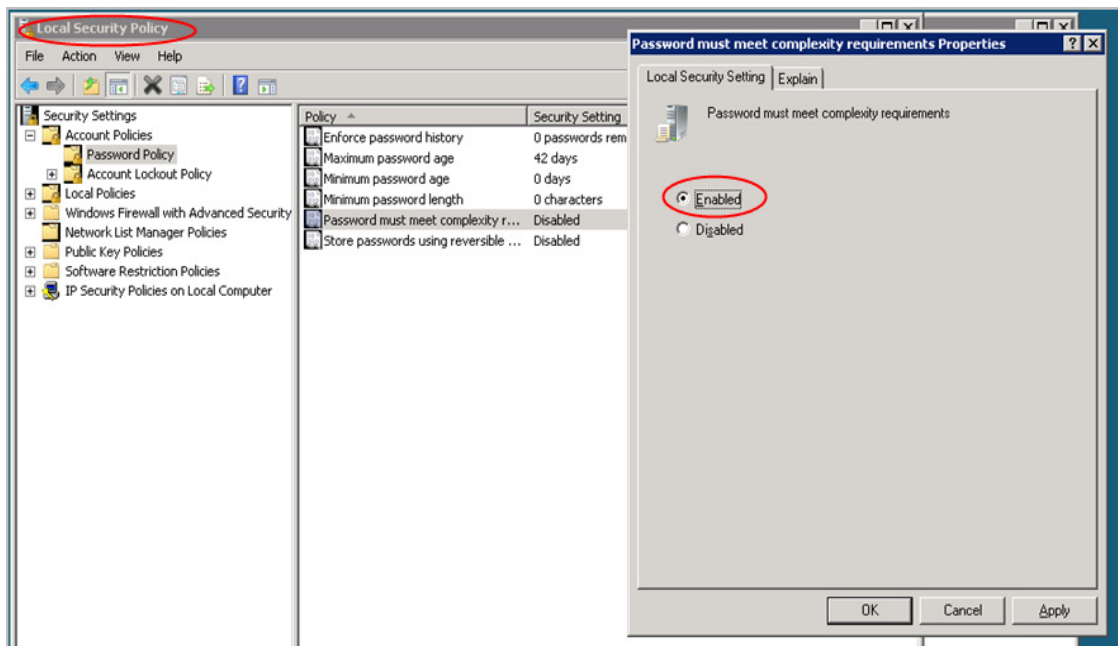 Local Security Policy
File Action View Help
Security Settings
Account Policies
Password Policy
Account Lockout Policy
Local Policies
Windows Firewall with Advanced Security
Network List Manager Policies
Public Key Policies
Software Restriction Policies
IP Security Policies on Local Computer
Policy Security Setting
Enforce password history 0 passwords rem
Maximum password age 42 days
Minimum password age 0 days
Minimum password length 0 characters
Password must meet complexity r... Disabled
Store passwords using reversible ... Disabled
Password must meet complexity requirements Properties
Local Security Setting Explain
Password must meet complexity requirements
Enabled
Disabled
OK Cancel Apply